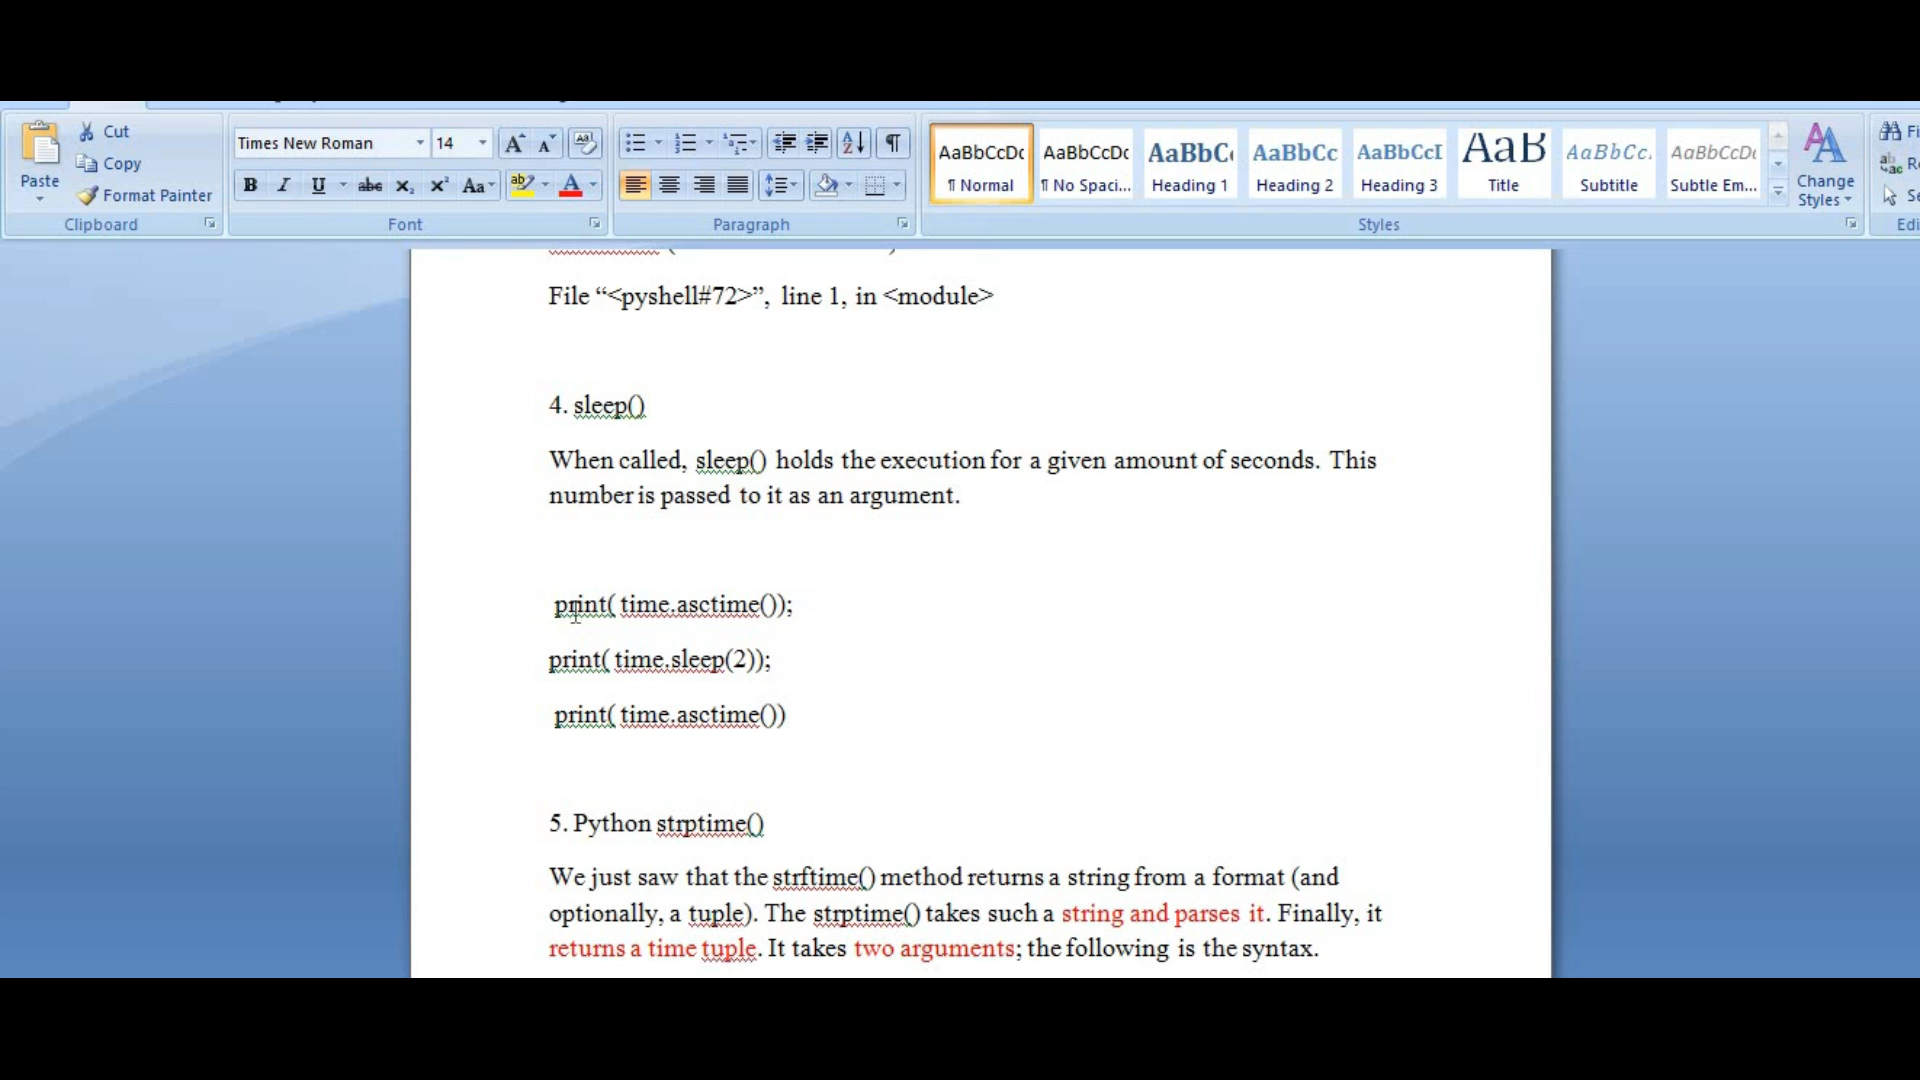 Cut
Copy
Format Painter
Paste
Clipboard
Times New Roman 14
Font
Paragraph
AaBbCcDc AaBbCcDc AaBbC AaBbCc AaBbCcI AaB AaBbCc. AaBbCcDc
¶ Normal ¶ No Spaci... Heading 1 Heading 2 Heading 3 Title Subtitle Subtle Em...
Change
Styles
Styles
File “<pyshell#72>”, line 1, in <module>
4. sleep()
When called, sleep() holds the execution for a given amount of seconds. This
number is passed to it as an argument.
print( time.asctime());
print( time.sleep(2));
print( time.asctime())
5. Python strptime()
We just saw that the strftime() method returns a string from a format (and
optionally, a tuple). The strptime() takes such a string and parses it. Finally, it
returns a time tuple. It takes two arguments; the following is the syntax.